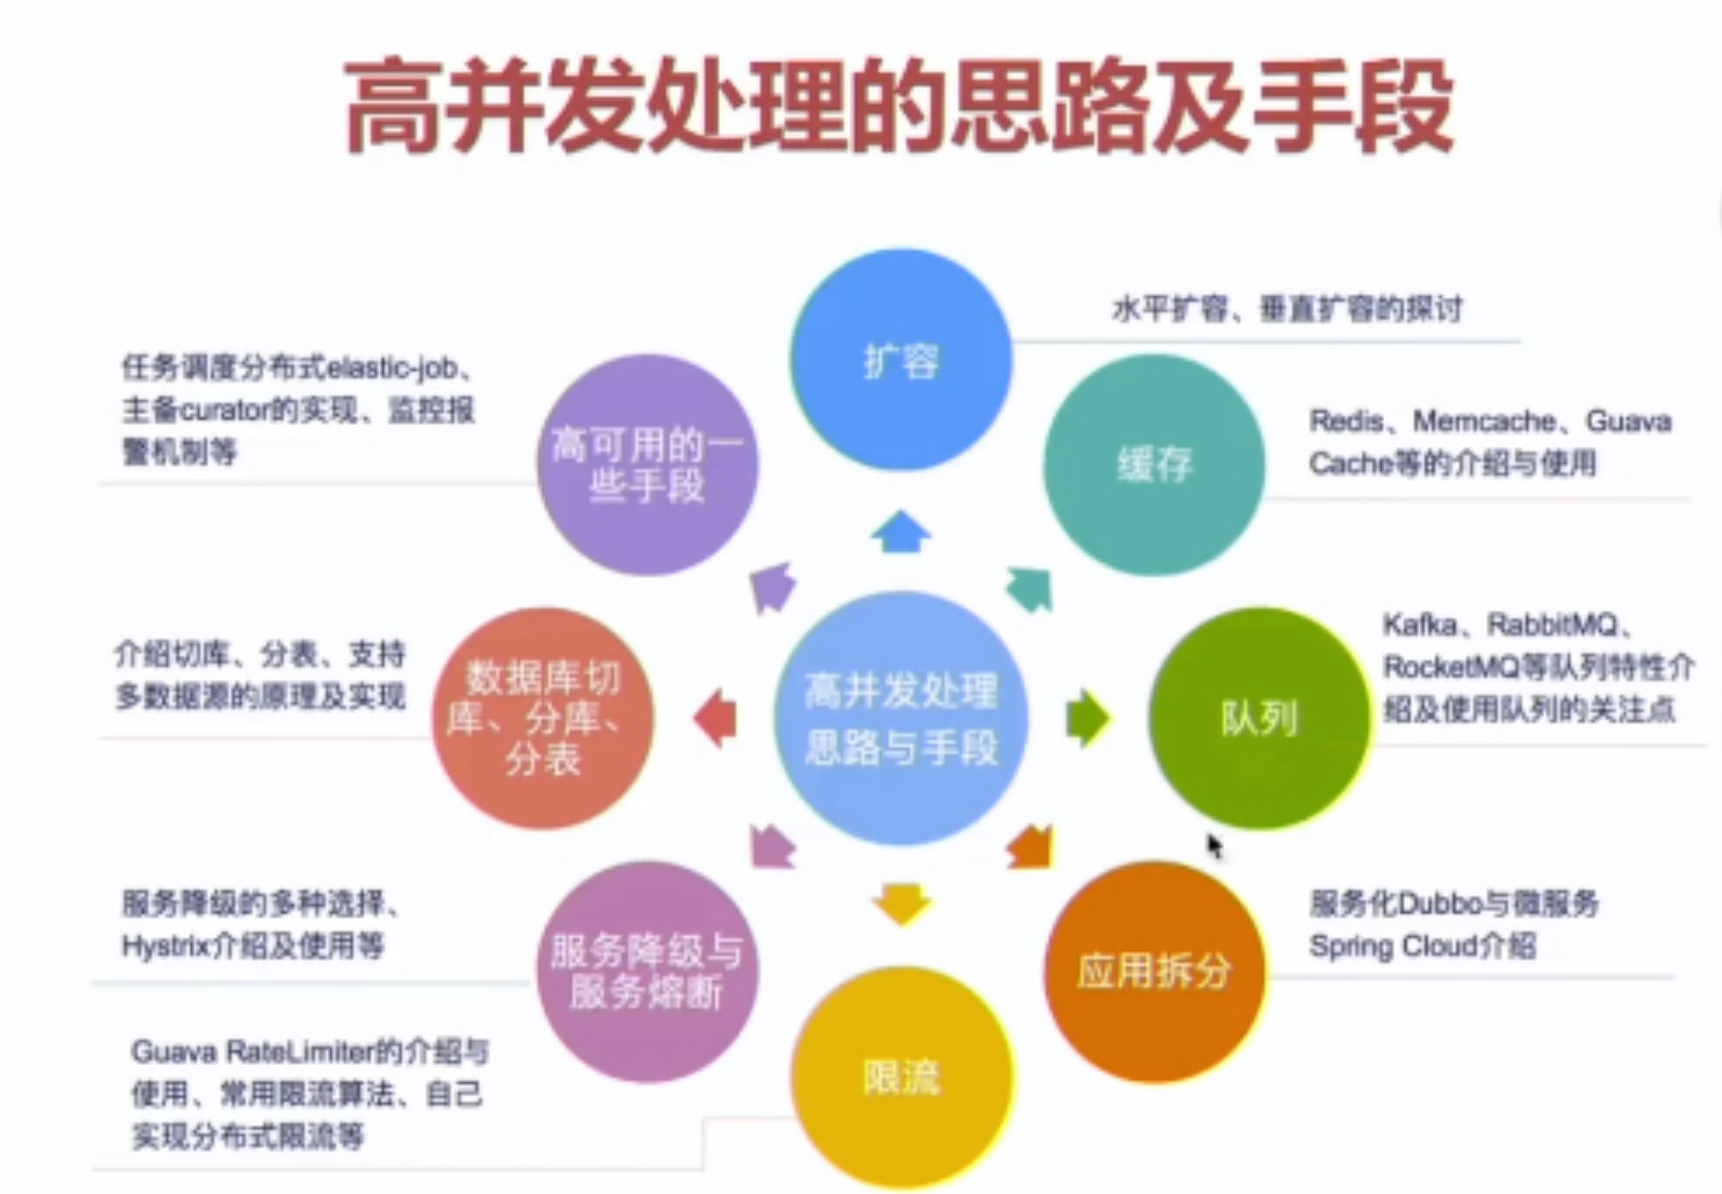 高并发处理的思路及手段
扩容
水平扩容、垂直扩容的探讨
缓存
Redis、Memcache、Guava
Cache等的介绍与使用
队列
Kafka、RabbitMQ、
RocketMQ等队列特性介
绍及使用队列的关注点
应用拆分
服务化Dubbo与微服务
Spring Cloud介绍
限流
Guava RateLimiter的介绍与
使用、常用限流算法、自己
实现分布式限流等
服务降级与
服务熔断
服务降级的多种选择、
Hystrix介绍及使用等
数据库切
库、分库、
分表
介绍切库、分表、支持
多数据源的原理及实现
高可用的一
些手段
任务调度分布式elastic-job、
主备curator的实现、监控报
警机制等
高并发处理
思路与手段